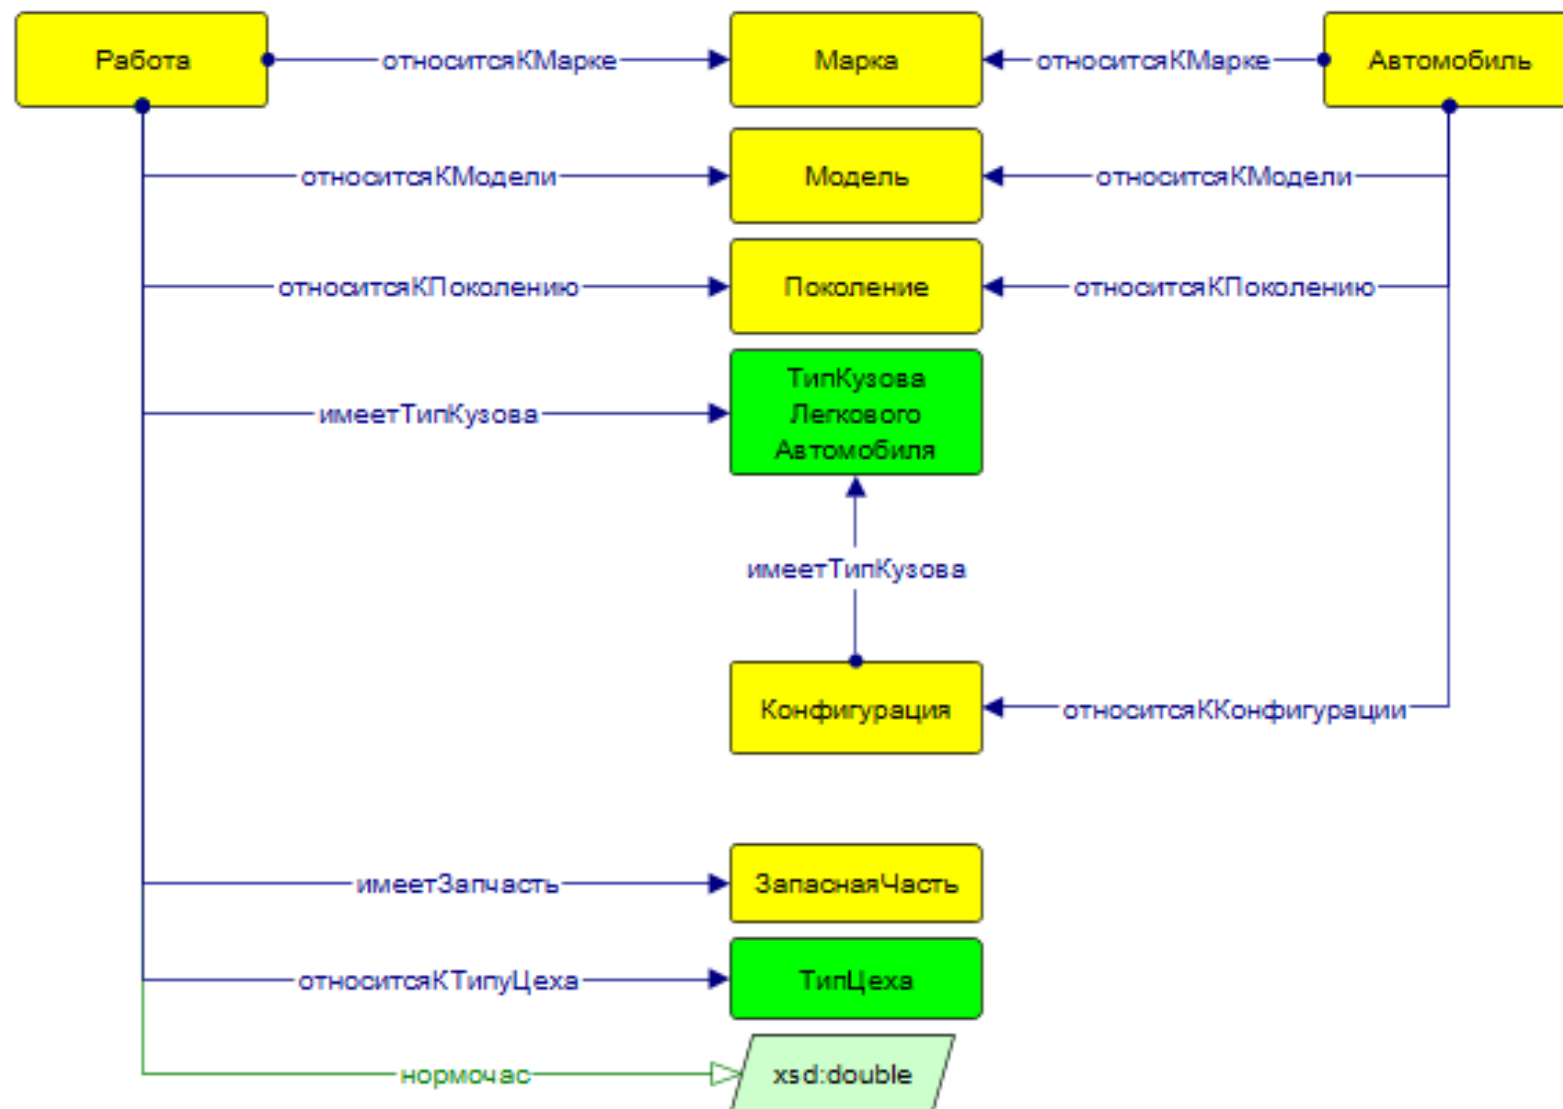 Работа
относитсяКМарке
Марка
относитсяКМарке
Автомобиль
относитсяКМодели
Модель
относитсяКМодели
относитсяКПоколению
Поколение
относитсяКПоколению
имеетТипКузова
ТипКузова
Легкового
Автомобиля
имеетТипКузова
Конфигурация
относитсяККонфигурации
имеетЗапчасть
ЗапаснаяЧасть
относитсяКТипуЦеха
ТипЦеха
нормочас
xsd:double